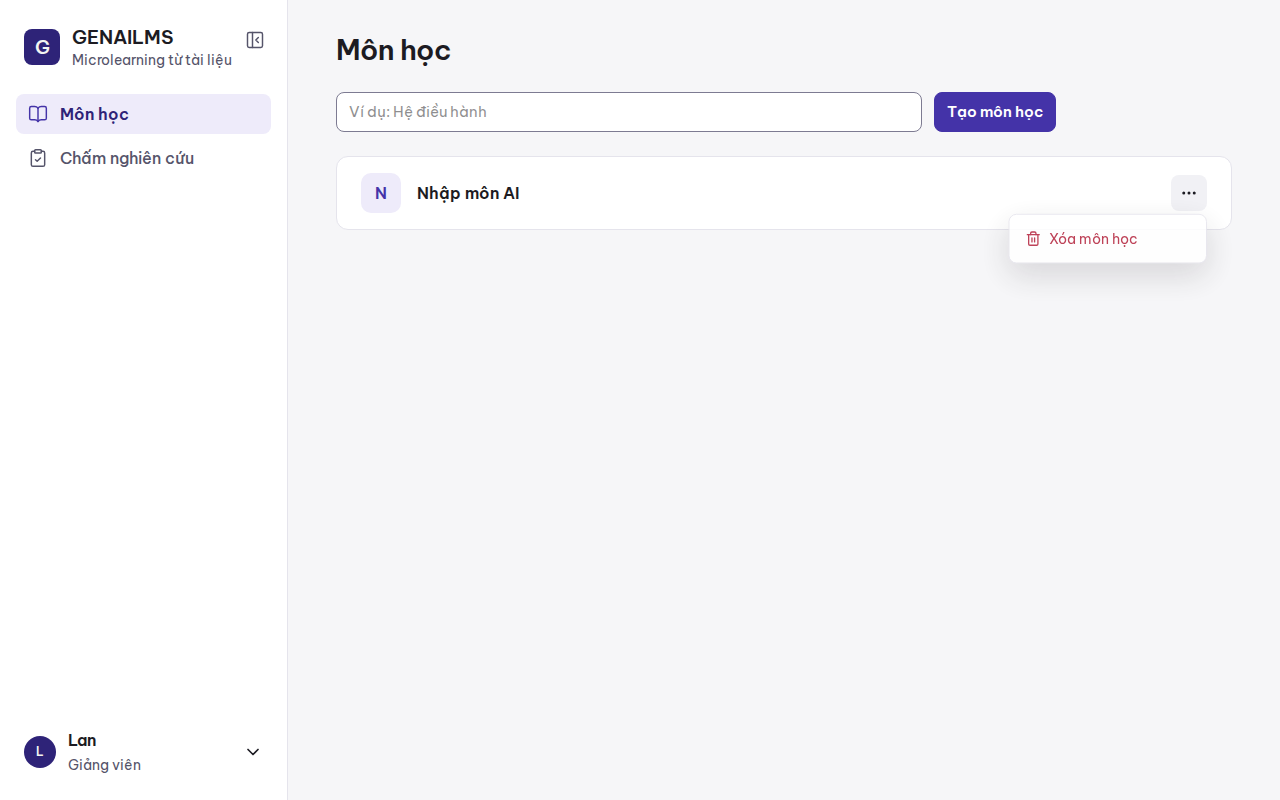 G
GENAILMS
Microlearning từ tài liệu
Môn học
Chấm nghiên cứu
L
Lan
Giảng viên
Môn học
Ví dụ: Hệ điều hành
Tạo môn học
N
Nhập môn AI
Xóa môn học